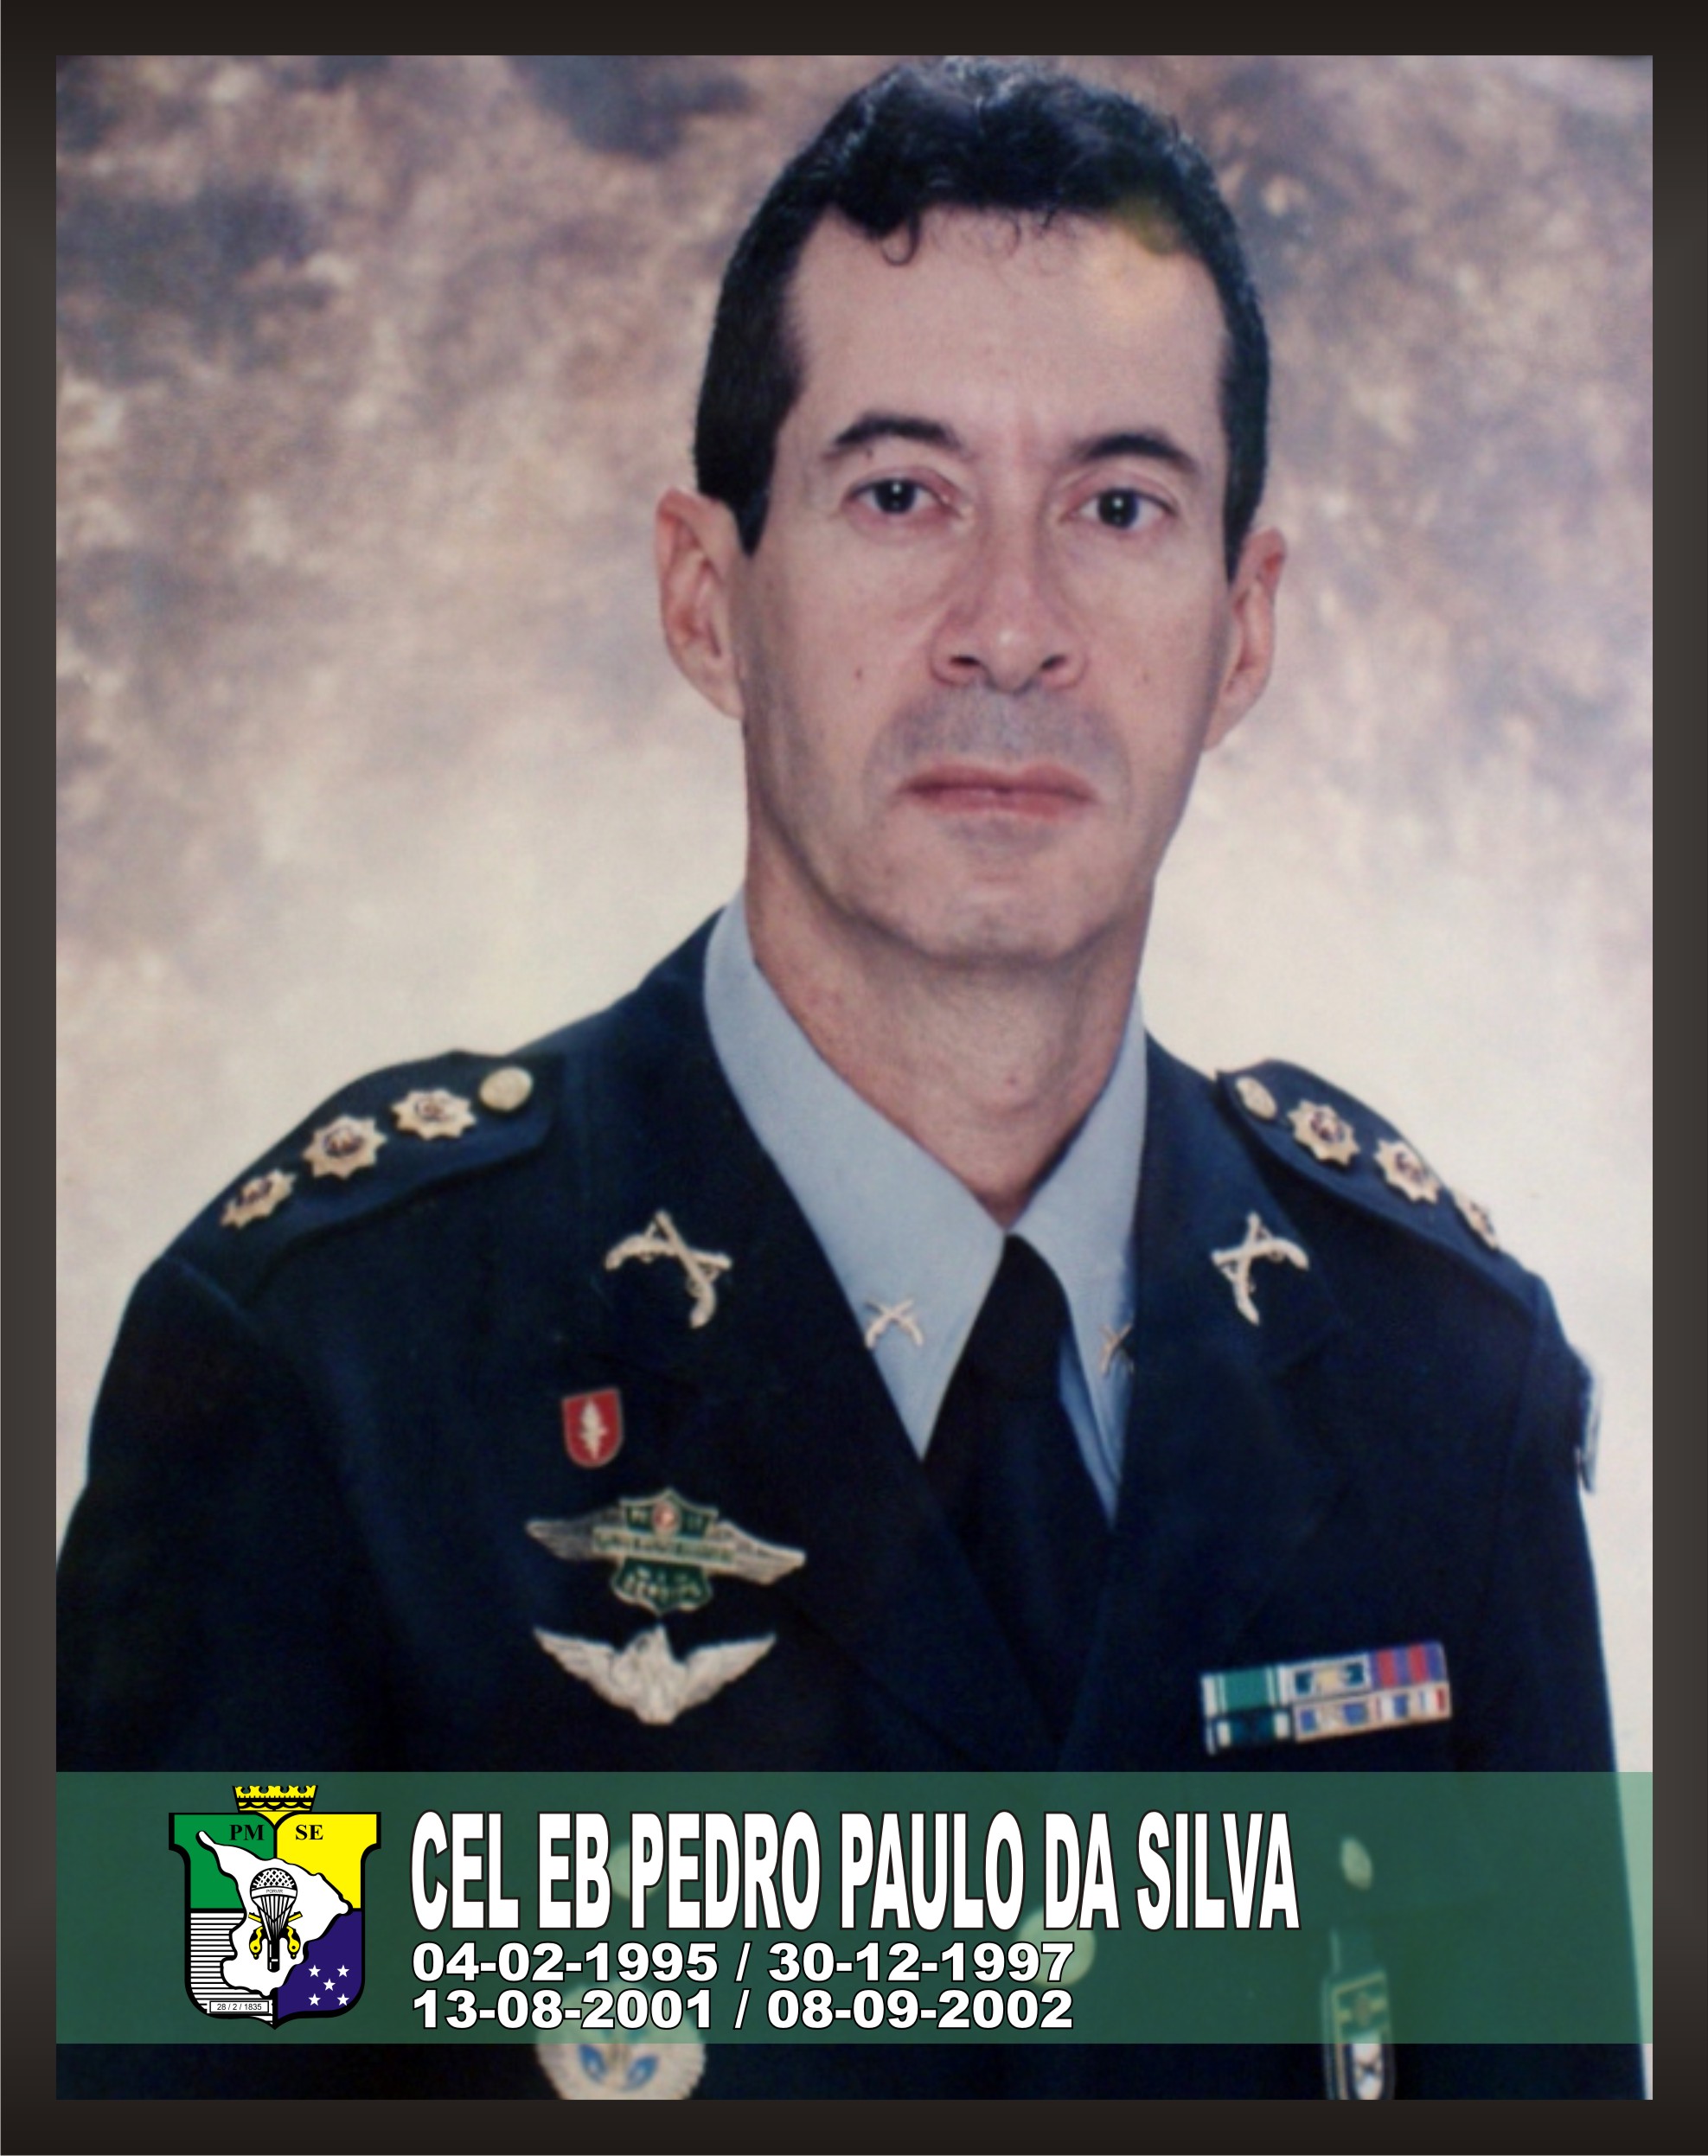 PM SE
28 / 2 / 1835
CEL EB PEDRO PAULO DA SILVA
04-02-1995 / 30-12-1997
13-08-2001 / 08-09-2002